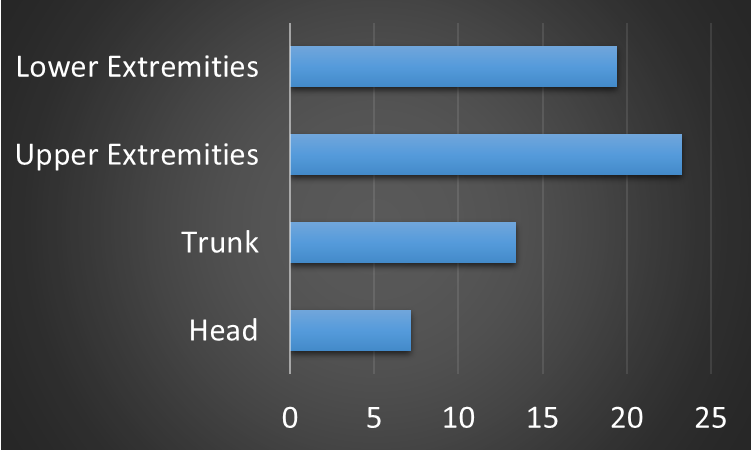 Lower Extremities
Upper Extremities
Trunk
Head
0 5 10 15 20 25